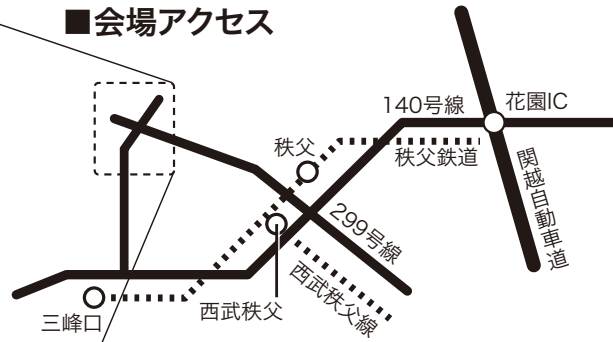 ■会場アクセス
140号線
花園IC
秩父
秩父鉄道
関越自動車道
299号線
西武秩父線
西武秩父
三峰口